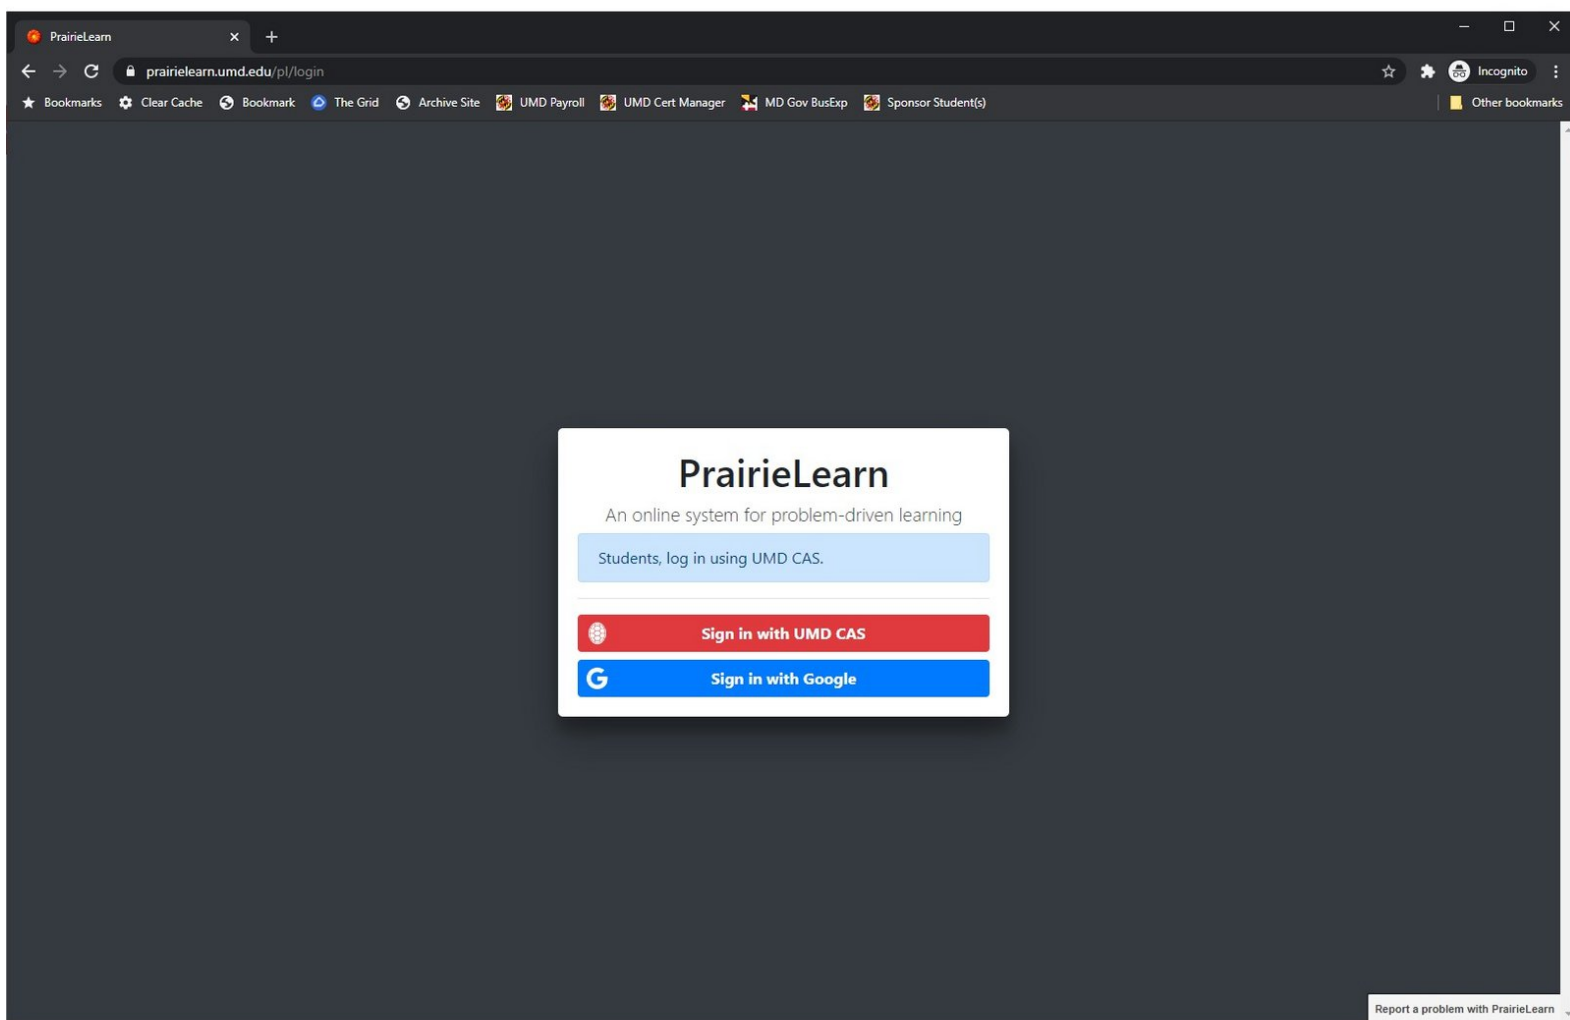 PrairieLearn
prairielearn.umd.edu/pl/login
Incognito
Bookmarks Clear Cache Bookmark The Grid Archive Site UMD Payroll UMD Cert Manager MD Gov BusExp Sponsor Student(s) Other bookmarks
PrairieLearn
An online system for problem-driven learning
Students, log in using UMD CAS.
Sign in with UMD CAS
G Sign in with Google
Report a problem with PrairieLearn